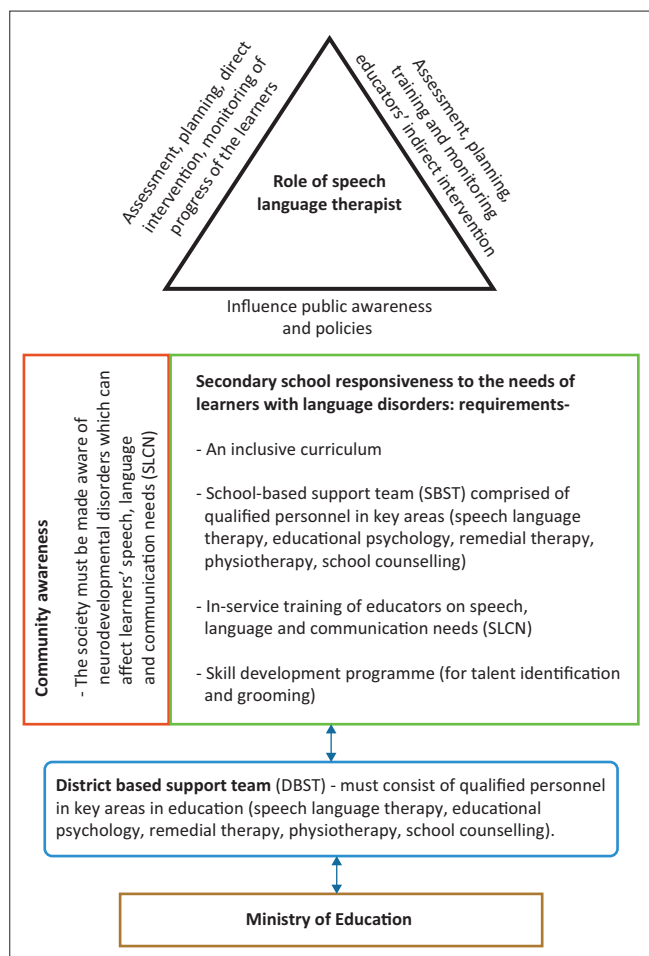 Assessment, planning, direct
intervention, monitoring of
progress of the learners
Assessment, planning,
training and monitoring
educators’ indirect intervention
Role of speech
language therapist
Influence public awareness
and policies
Community awareness
- The society must be made aware of
neurodevelopmental disorders which can
affect learners’ speech, language
and communication needs (SLCN)
Secondary school responsiveness to the needs of
learners with language disorders: requirements-
- An inclusive curriculum
- School-based support team (SBST) comprised of
qualified personnel in key areas (speech language
therapy, educational psychology, remedial therapy,
physiotherapy, school counselling)
- In-service training of educators on speech,
language and communication needs (SLCN)
- Skill development programme (for talent identification
and grooming)
District based support team (DBST) - must consist of qualified personnel
in key areas in education (speech language therapy, educational
psychology, remedial therapy, physiotherapy, school counselling).
Ministry of Education